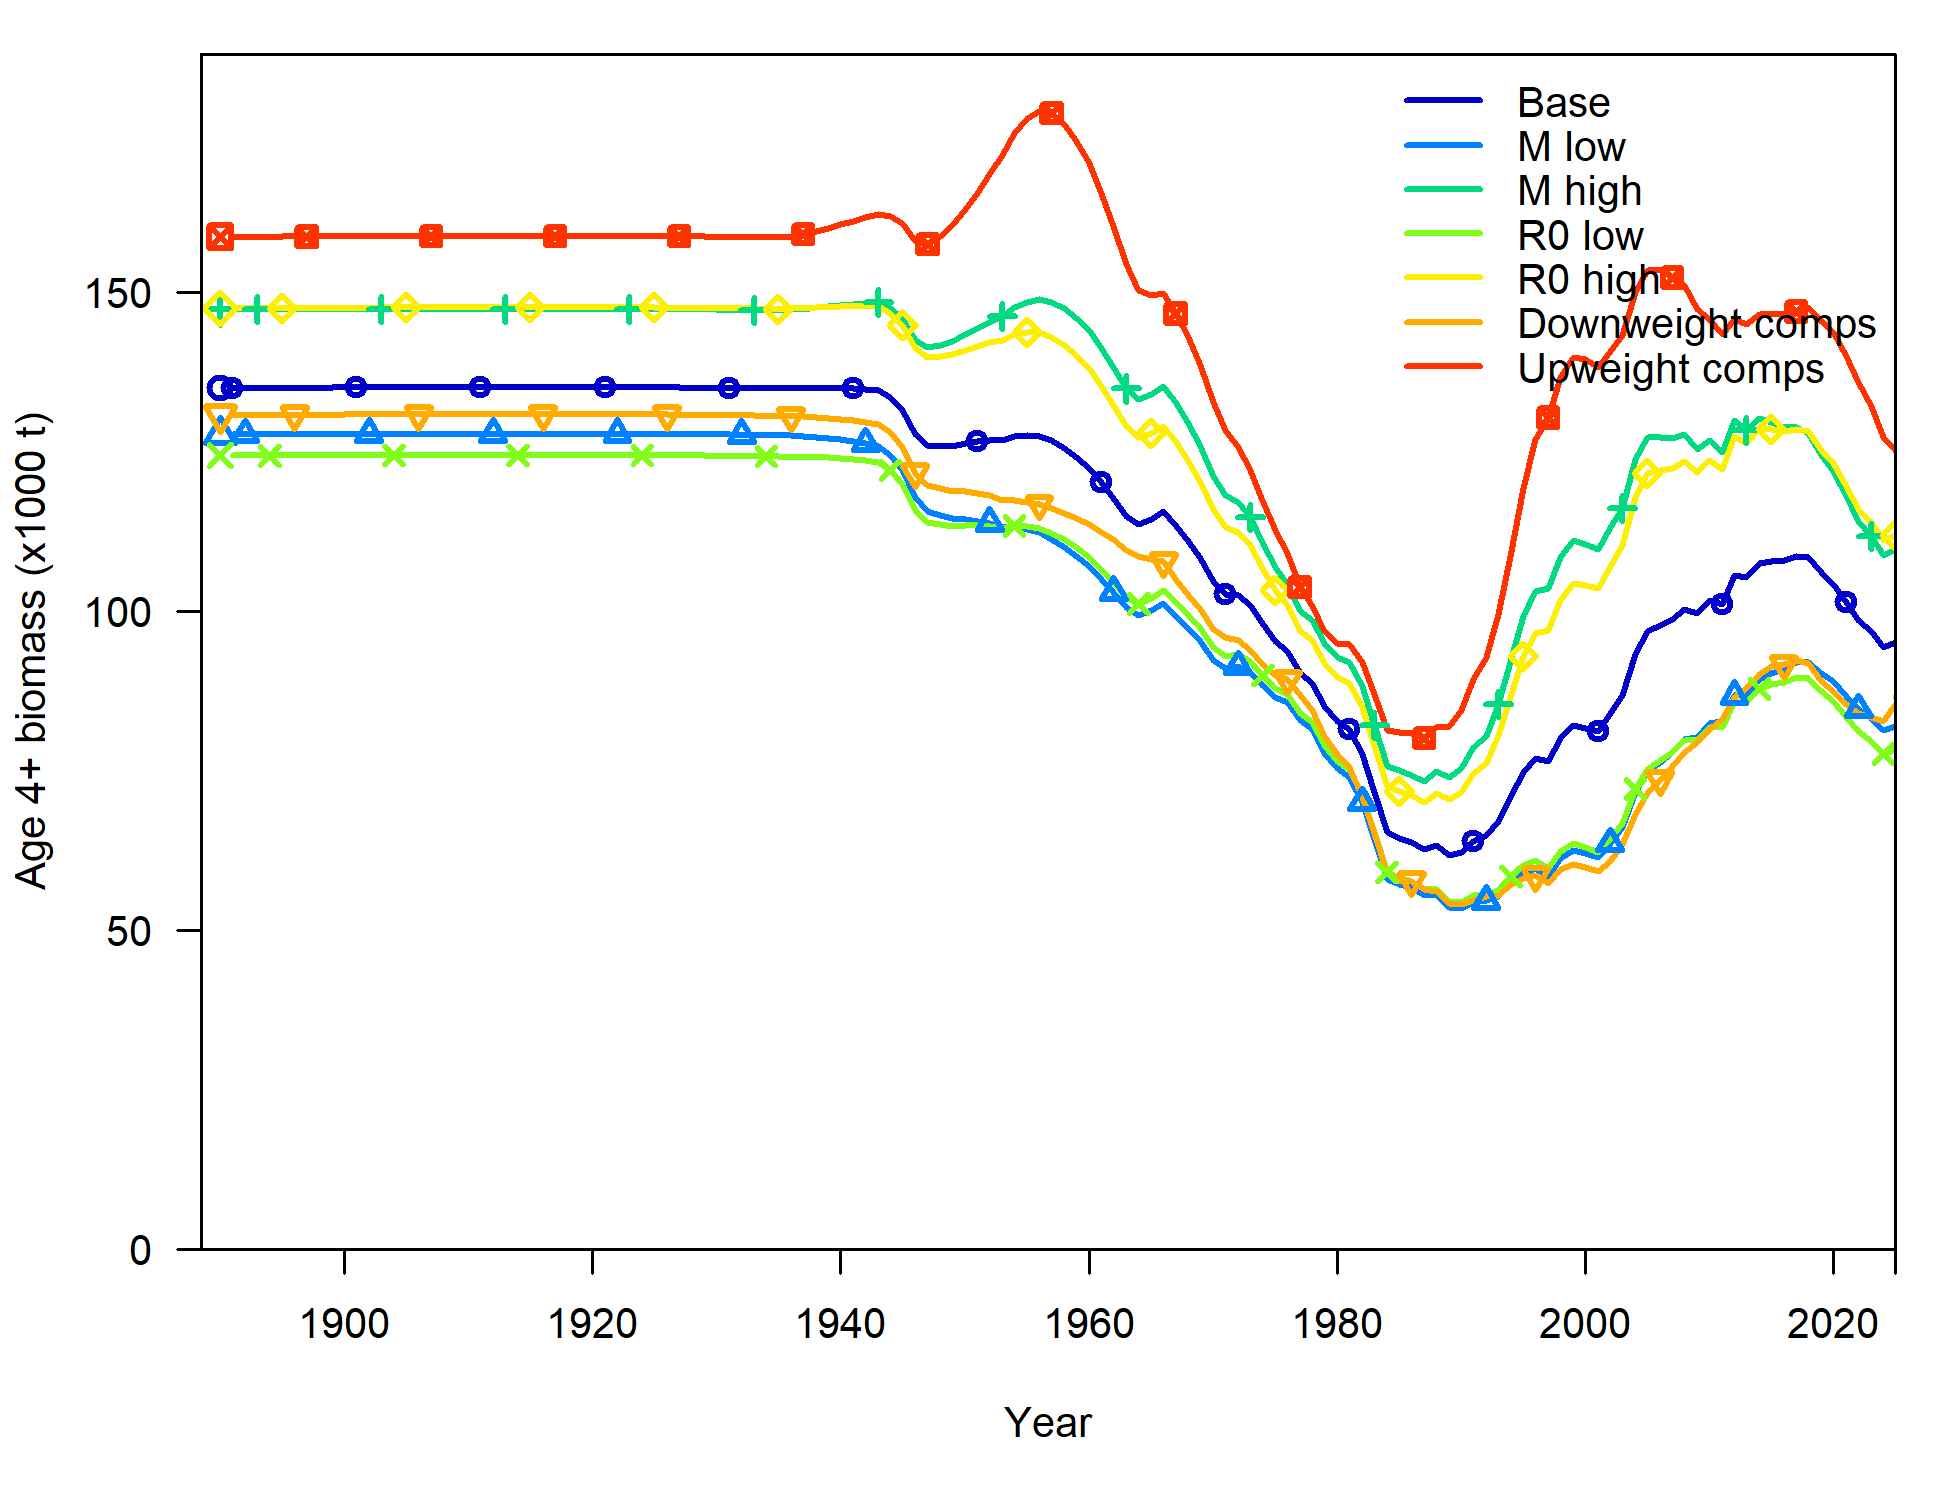 Base
M low
M high
R0 low
R0 high
Downweight comps
Upweight comps
Age 4+ biomass (x1000 t)
150
100
50
0
1900 1920 1940 1960 1980 2000 2020
Year